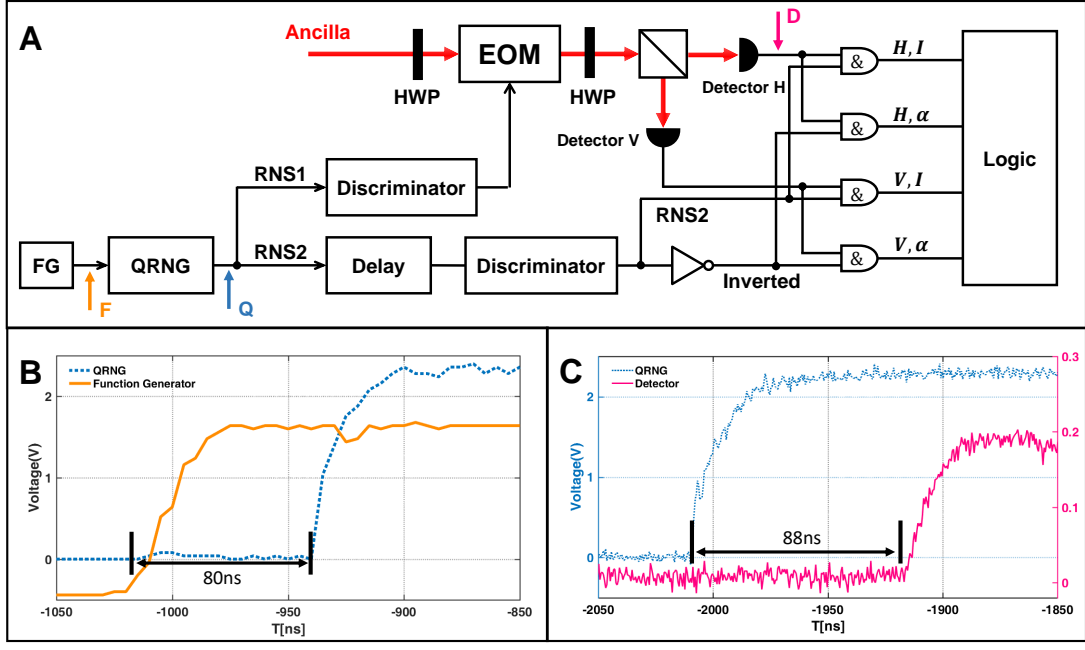 A
Ancilla
HWP
EOM
HWP
D
Detector H
Detector V
&
H, I
&
H, α
&
V, I
&
V, α
Logic
RNS1
Discriminator
RNS2
FG
QRNG
RNS2
Delay
Discriminator
Inverted
F
Q
B
QRNG
Function Generator
Voltage(V)
2
1
0
80ns
-1050
-1000
-950
-900
-850
T[ns]
C
QRNG
Detector
Voltage(V)
2
1
0
0.3
0.2
0.1
0
88ns
-2050
-2000
-1950
-1900
-1850
T[ns]